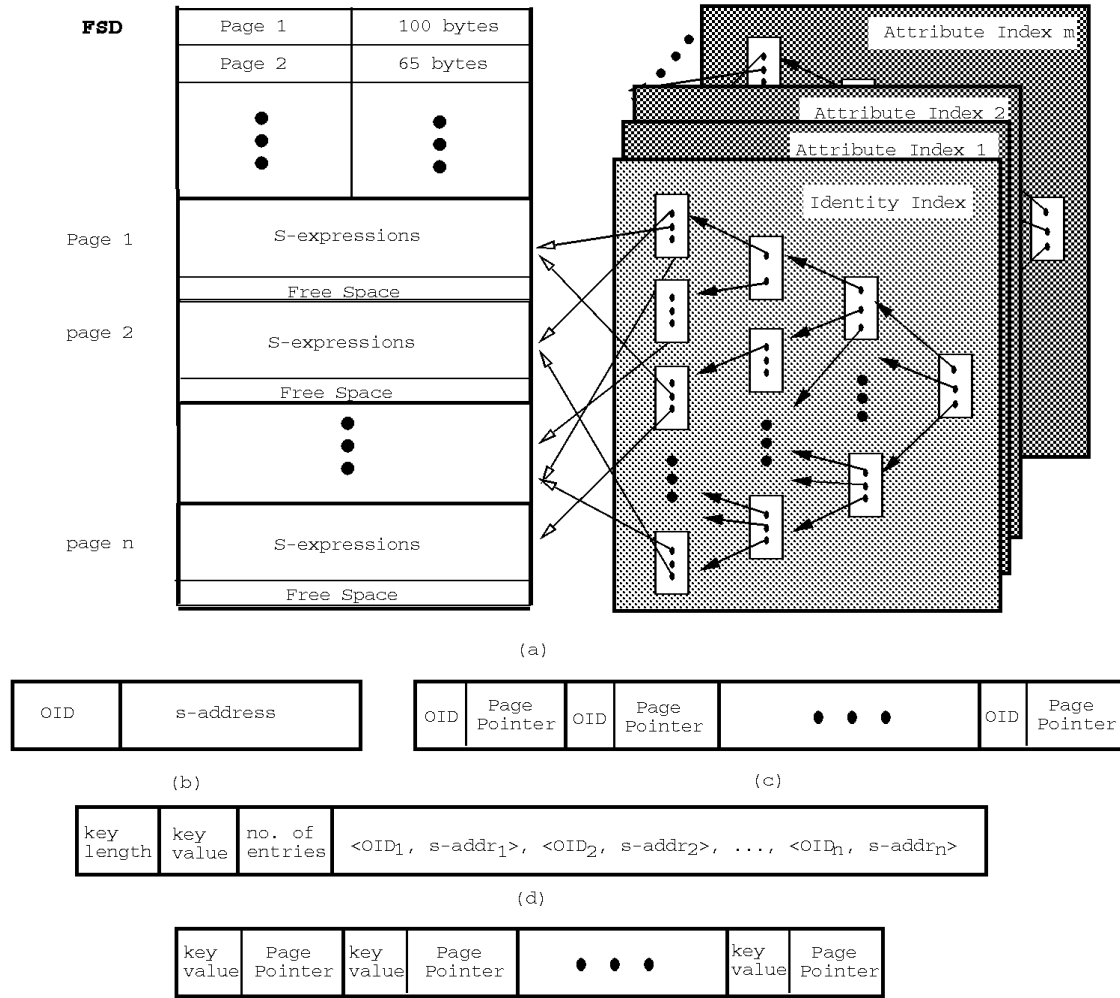 FSD
Page 1
100 bytes
Page 2
65 bytes
Page 1
S-expressions
Free Space
page 2
S-expressions
Free Space
page n
S-expressions
Free Space
Attribute Index m
Attribute Index 2
Attribute Index 1
Identity Index
(a)
OID
s-address
(b)
OID
Page
Pointer
OID
Page
Pointer
OID
Page
Pointer
(c)
key
length
key
value
no. of
entries
<OID1, s-addr1>, <OID2, s-addr2>, ..., <OIDn, s-addrn>
(d)
key
value
Page
Pointer
key
value
Page
Pointer
key
value
Page
Pointer